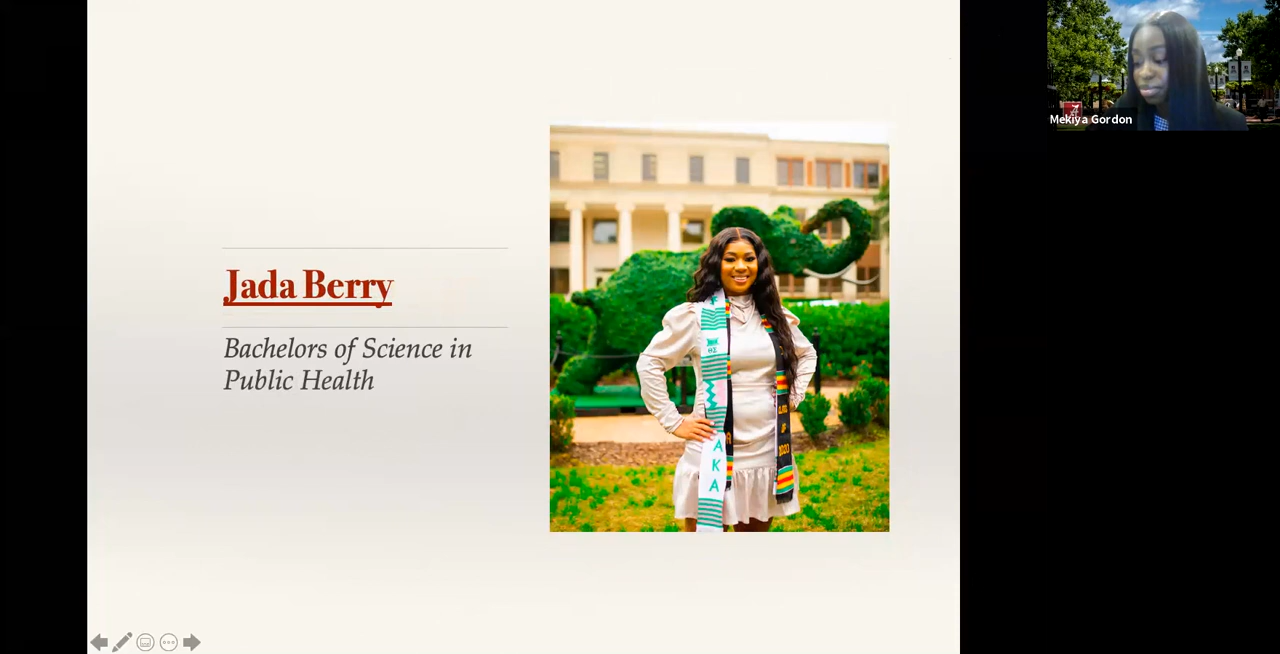 Jada Berry
Bachelors of Science in
Public Health
A
K
A
Mekiya Gordon